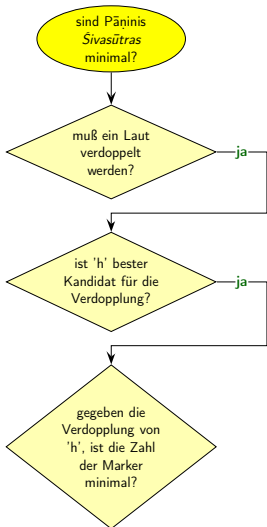 sind Pāṇinis
Śivasūtras
minimal?
muß ein Laut
verdoppelt
werden?
ja
ist 'h' bester
Kandidat für die
Verdopplung?
ja
gegeben die
Verdopplung von
'h', ist die Zahl
der Marker
minimal?